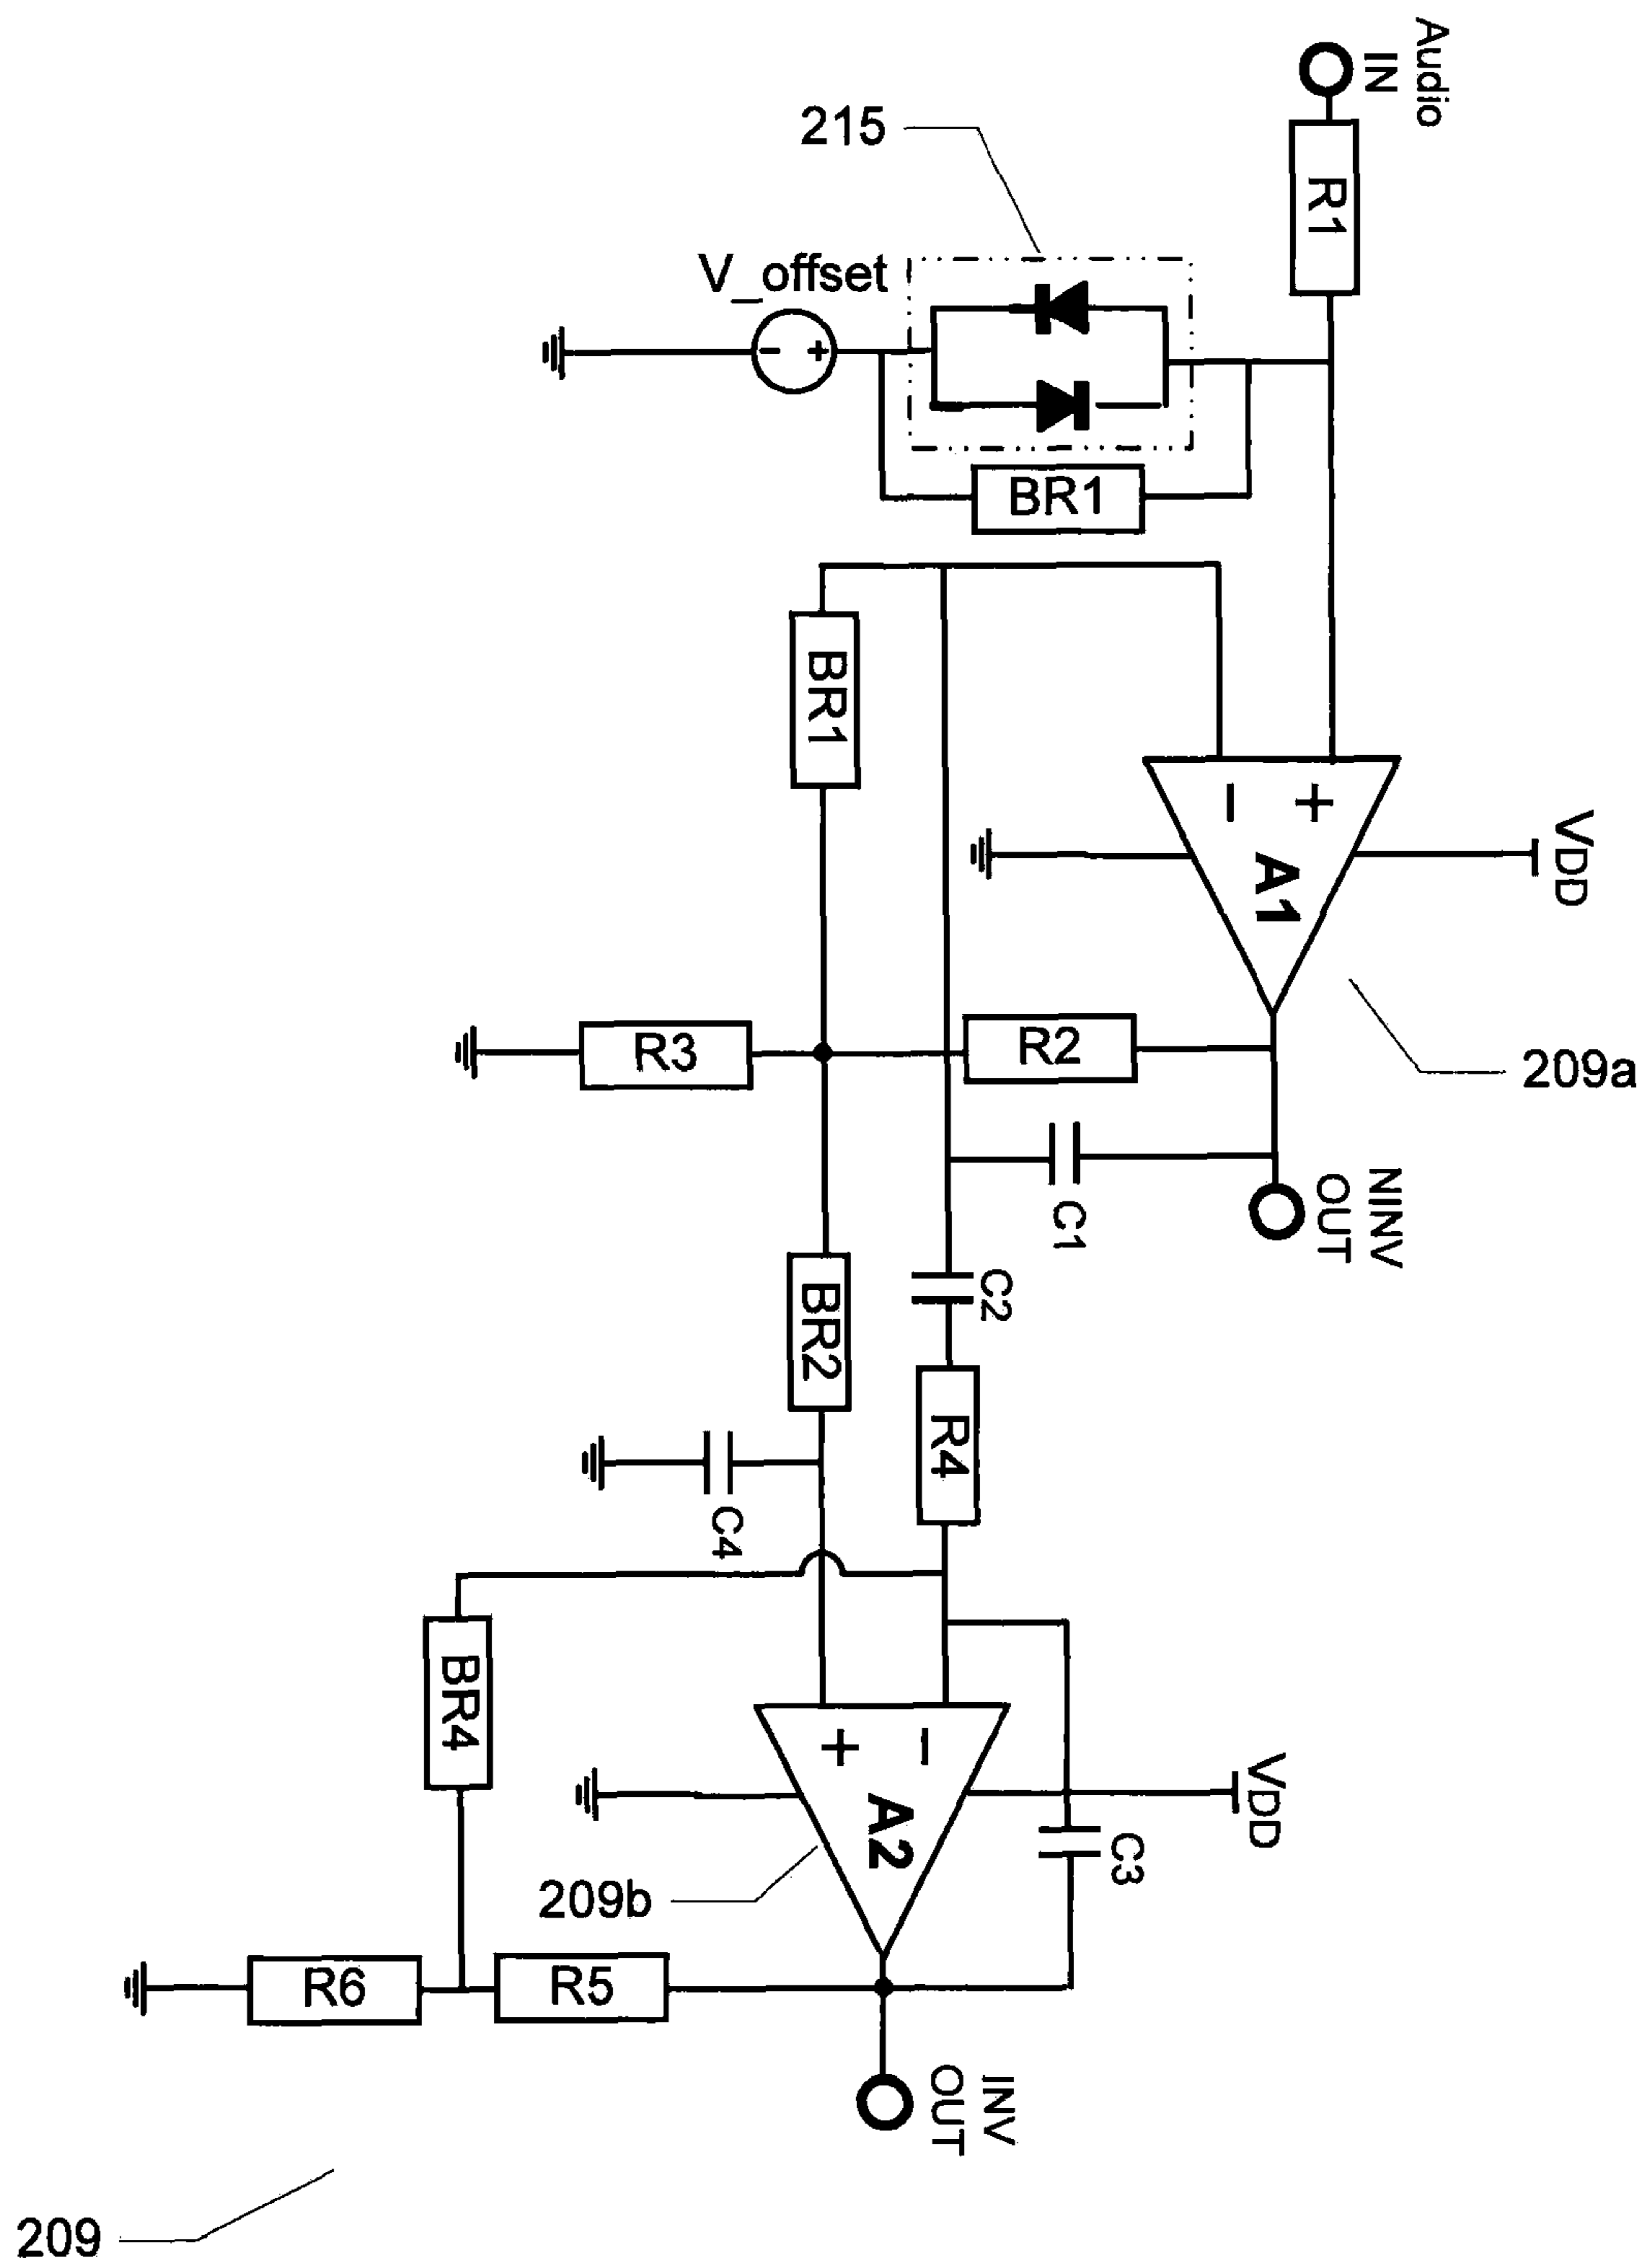 Audio
IN
R1
215
V_offset
- +
BR1
BR1
- +
A1
VDD
209a
R3
R2
C1
NINV
OUT
BR2
C2
R4
C4
BR4
+ -
A2
VDD
C3
209b
R6
R5
INV
OUT
209